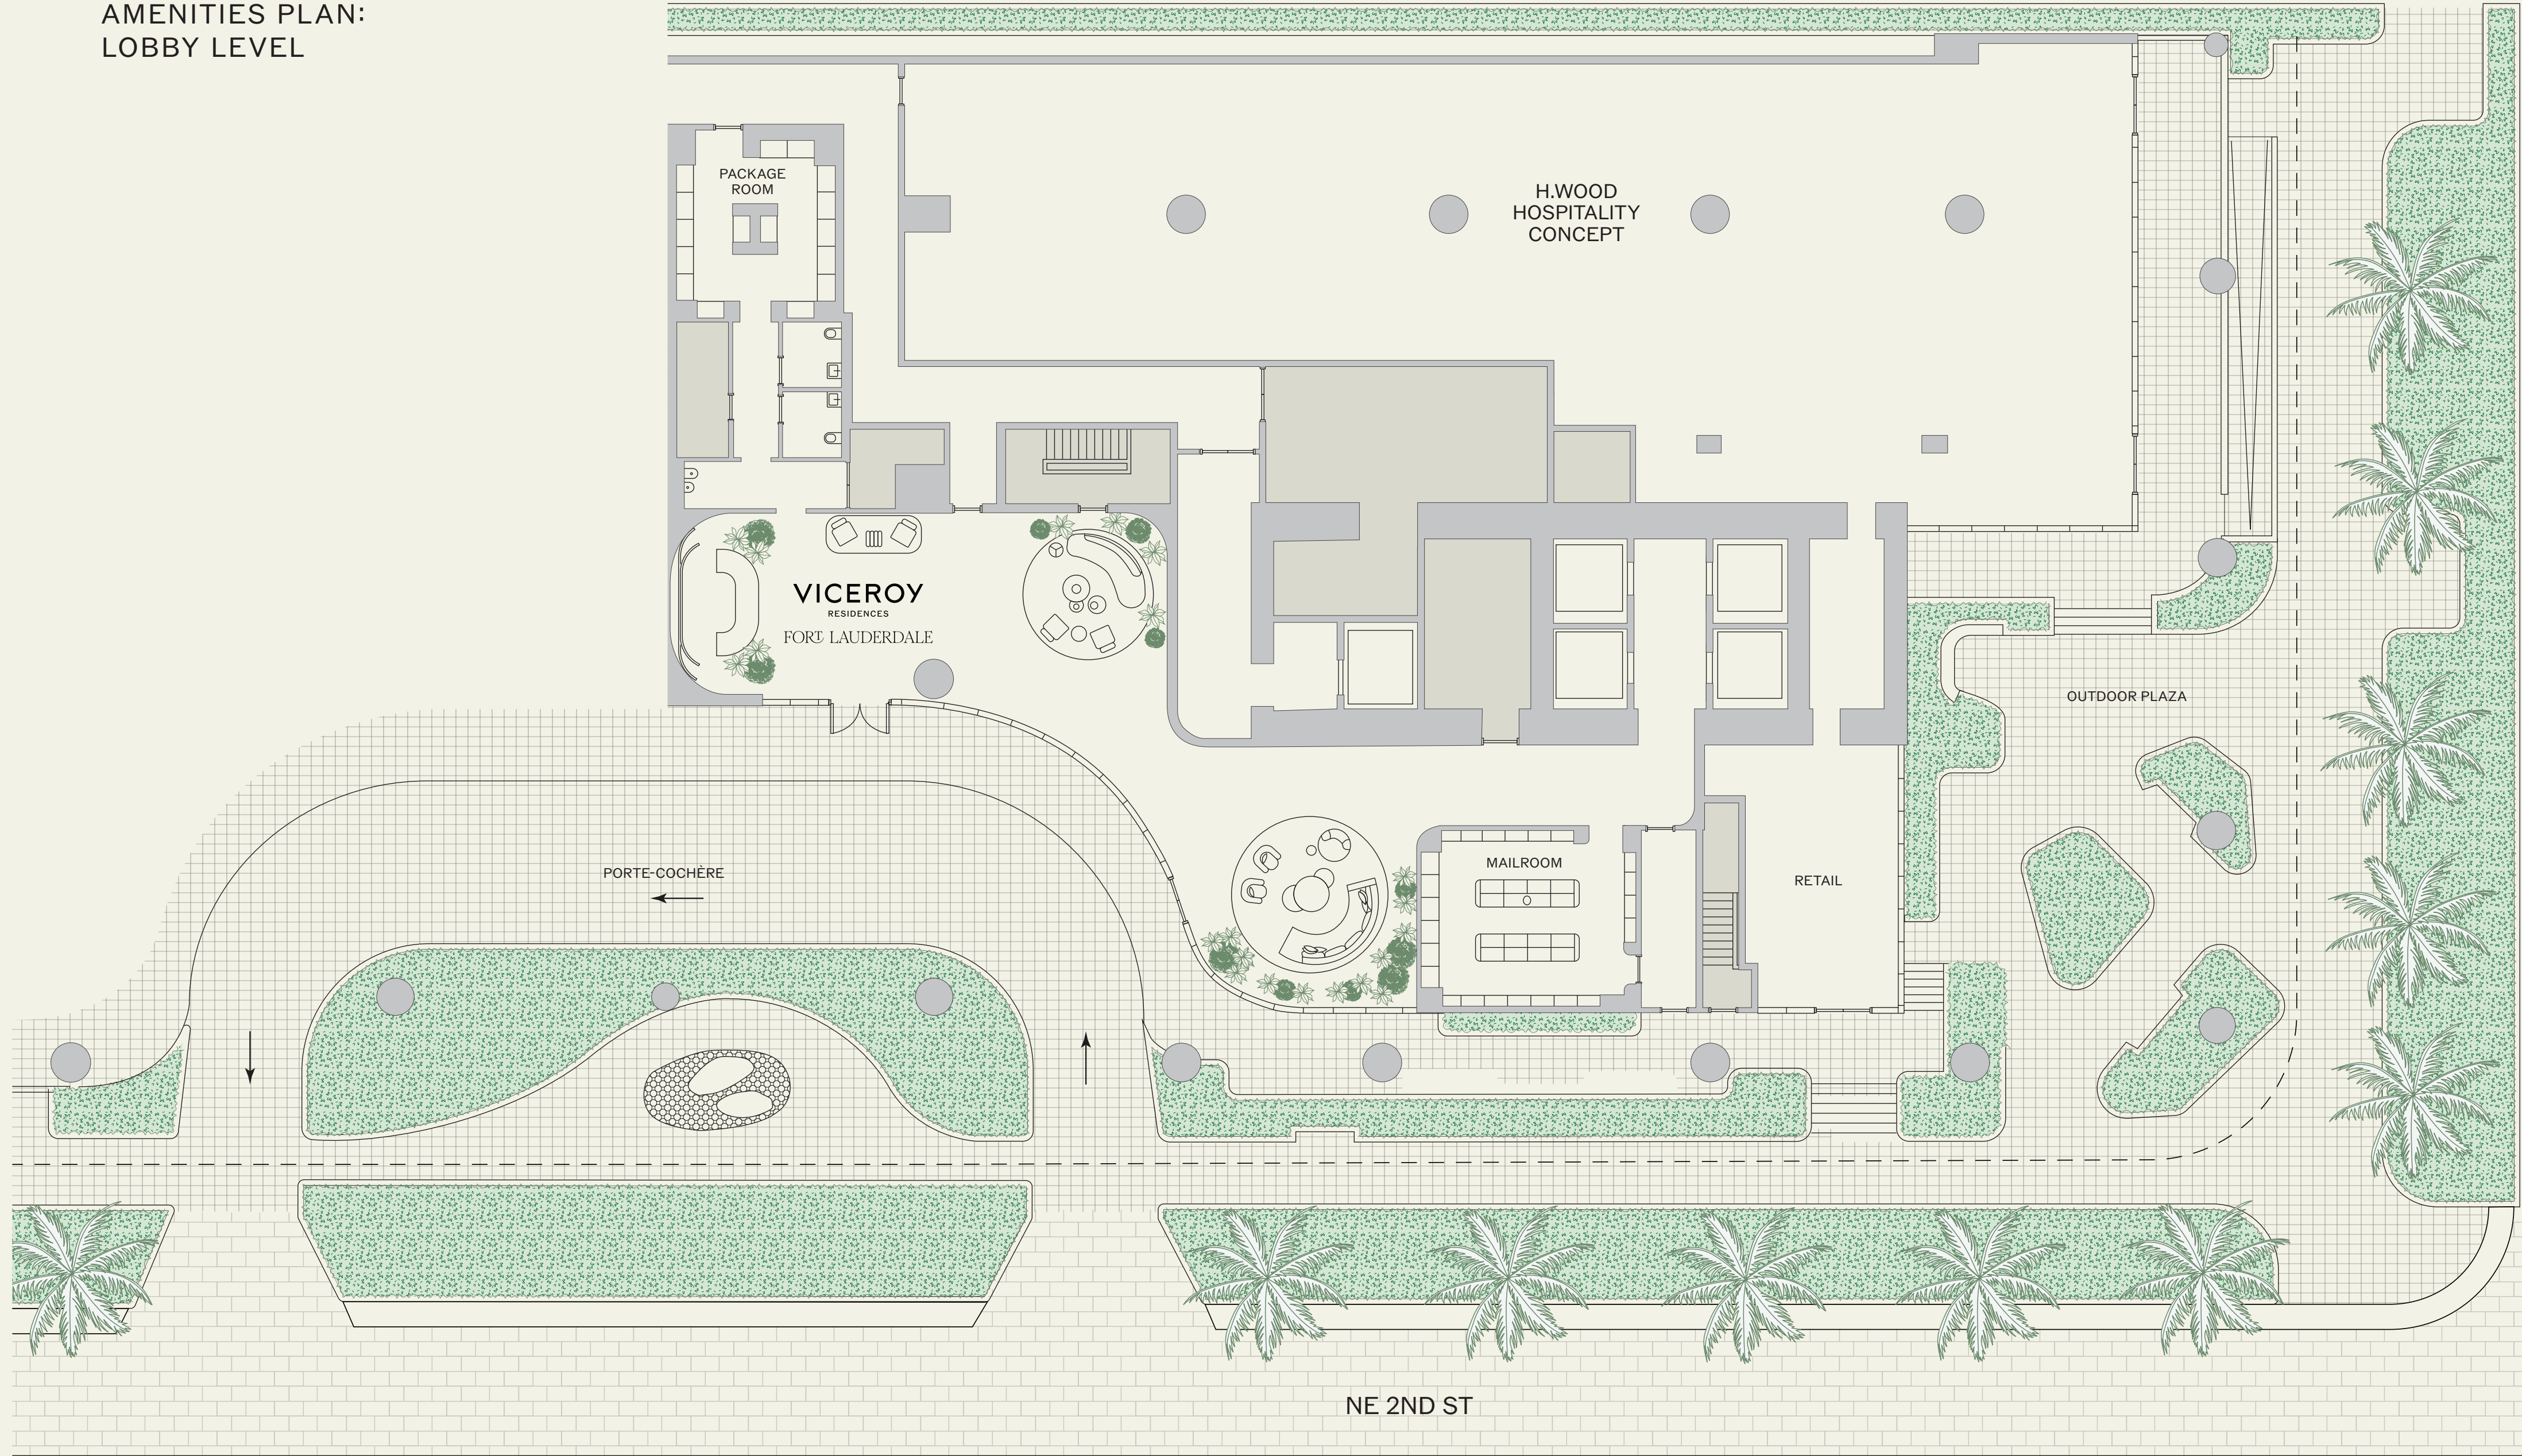 AMENITIES PLAN:
LOBBY LEVEL
PACKAGE
ROOM
H.WOOD
HOSPITALITY
CONCEPT
VICEROY
RESIDENCES
FORT LAUDERDALE
OUTDOOR PLAZA
PORTE-COCHÈRE
MAILROOM
RETAIL
NE 2ND ST